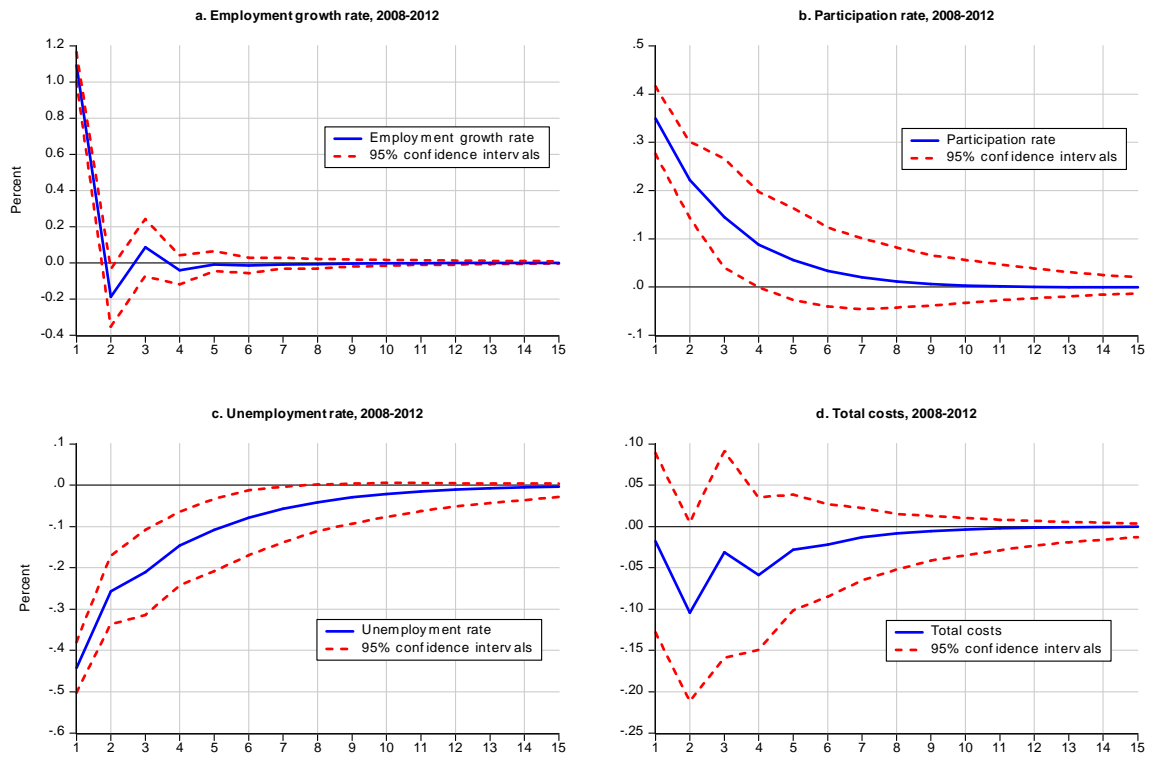 a. Employment growth rate, 2008-2012
1.2
1.0
0.8
0.6
0.4
0.2
0.0
-0.2
-0.4
Percent
Employment growth rate
95% confidence intervals
1 2 3 4 5 6 7 8 9 10 11 12 13 14 15
b. Participation rate, 2008-2012
.5
.4
.3
.2
.1
.0
-.1
Participation rate
95% confidence intervals
1 2 3 4 5 6 7 8 9 10 11 12 13 14 15
c. Unemployment rate, 2008-2012
.1
.0
-.1
-.2
-.3
-.4
-.5
-.6
Percent
Unemployment rate
95% confidence intervals
1 2 3 4 5 6 7 8 9 10 11 12 13 14 15
d. Total costs, 2008-2012
.10
.05
.00
-.05
-.10
-.15
-.20
-.25
Total costs
95% confidence intervals
1 2 3 4 5 6 7 8 9 10 11 12 13 14 15